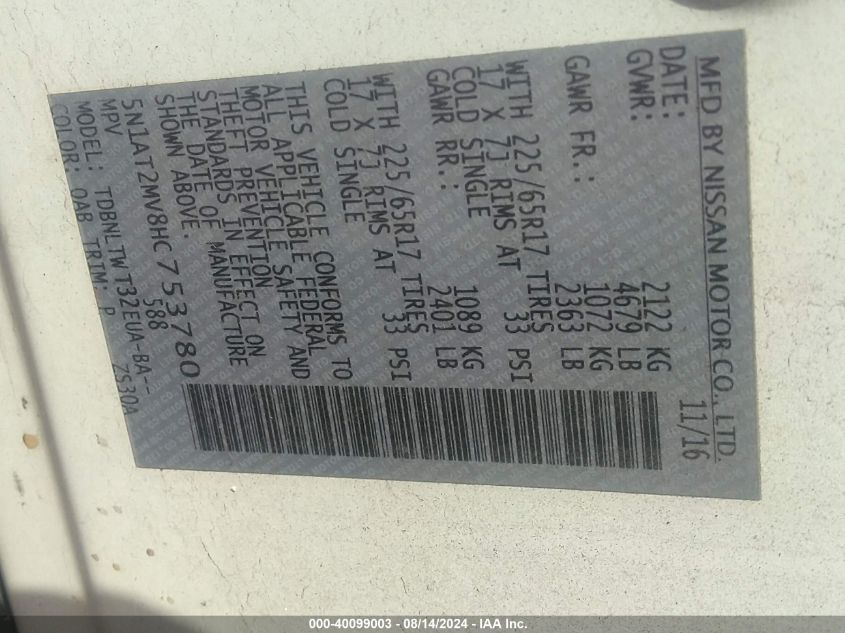 MFD BY NISSAN MOTOR CO., LTD.
DATE: 11/16
GVWR: 2122 KG
4679 LB
GAWR FR.: 1072 KG
2363 LB
WITH 225/65R17 TIRES
17 X 7J RIMS AT 33 PSI
COLD SINGLE
GAWR RR.: 1089 KG
2401 LB
WITH 225/65R17 TIRES
17 X 7J RIMS AT 33 PSI
COLD SINGLE
THIS VEHICLE CONFORMS TO
ALL APPLICABLE FEDERAL
MOTOR VEHICLE SAFETY AND
THEFT PREVENTION
STANDARDS IN EFFECT ON
THE DATE OF MANUFACTURE
SHOWN ABOVE.
5N1AT2MV8HC753780
MPV 588
MODEL: TDBNLTWT32EUA-BA--
COLOR: QAB TRIM: P ZS30A
000-40099003 - 08/14/2024 - IAA Inc.